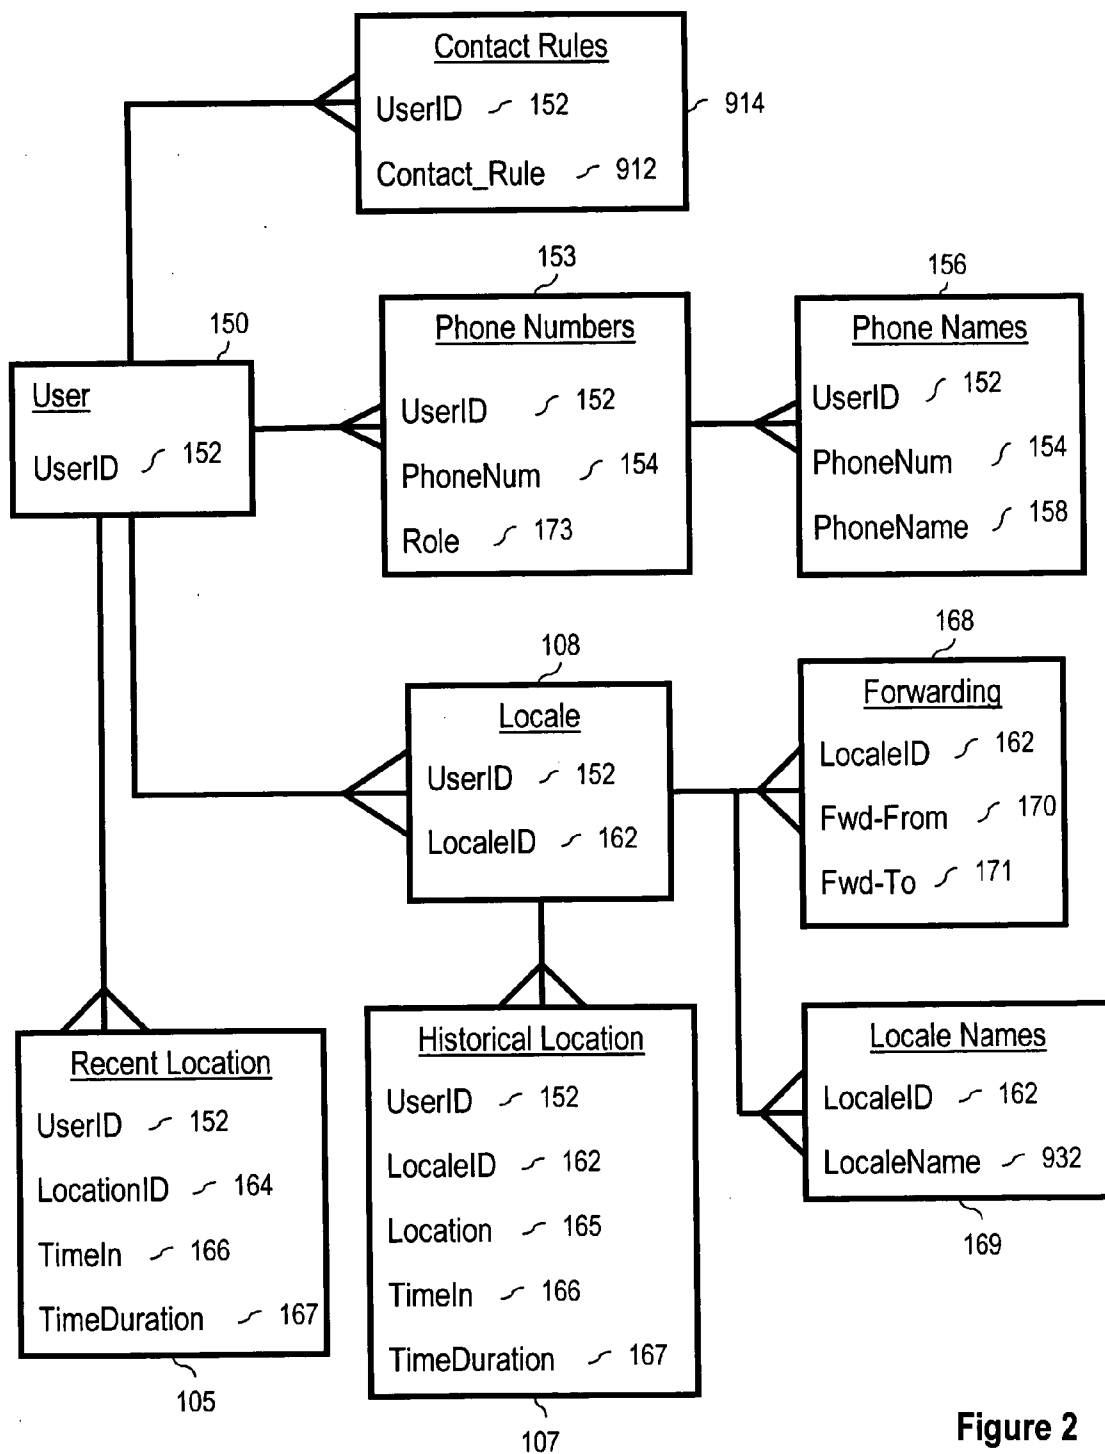 Contact Rules
UserID 152
Contact_Rule 912
914
153
Phone Numbers
UserID 152
PhoneNum 154
Role 173
156
Phone Names
UserID 152
PhoneNum 154
PhoneName 158
150
User
UserID 152
108
Locale
UserID 152
LocaleID 162
168
Forwarding
LocaleID 162
Fwd-From 170
Fwd-To 171
Recent Location
UserID 152
LocationID 164
TimeIn 166
TimeDuration 167
105
Historical Location
UserID 152
LocaleID 162
Location 165
TimeIn 166
TimeDuration 167
107
Locale Names
LocaleID 162
LocaleName 932
169
Figure 2